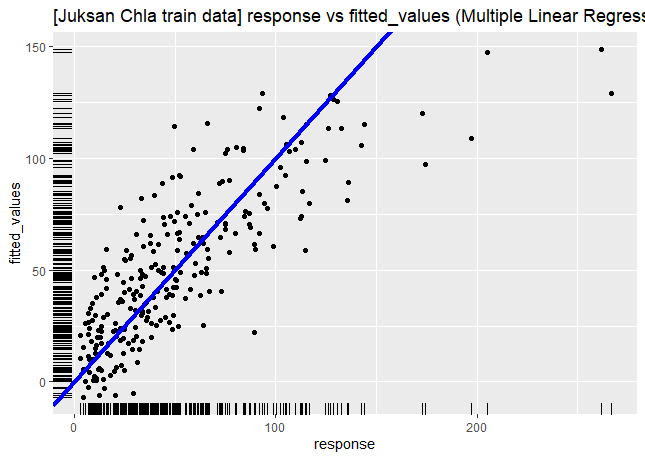 [Juksan Chla train data] response vs fitted_values (Multiple Linear Regress
150
100
50
0
fitted_values
0
100
200
response